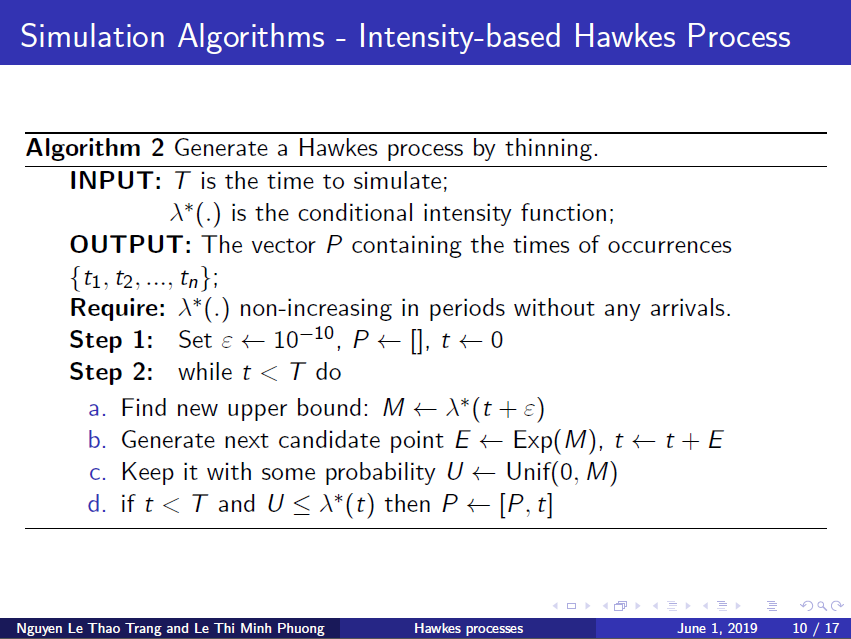 Simulation Algorithms - Intensity-based Hawkes Process
Algorithm 2 Generate a Hawkes process by thinning.
INPUT: T is the time to simulate;
λ*(.) is the conditional intensity function;
OUTPUT: The vector P containing the times of occurrences
{t₁, t₂, ..., tₙ};
Require: λ*(.) non-increasing in periods without any arrivals.
Step 1: Set ε ← 10⁻¹⁰, P ← [], t ← 0
Step 2: while t < T do
a. Find new upper bound: M ← λ*(t + ε)
b. Generate next candidate point E ← Exp(M), t ← t + E
c. Keep it with some probability U ← Unif(0, M)
d. if t < T and U ≤ λ*(t) then P ← [P, t]
Nguyen Le Thao Trang and Le Thi Minh Phuong Hawkes processes June 1, 2019 10 / 17